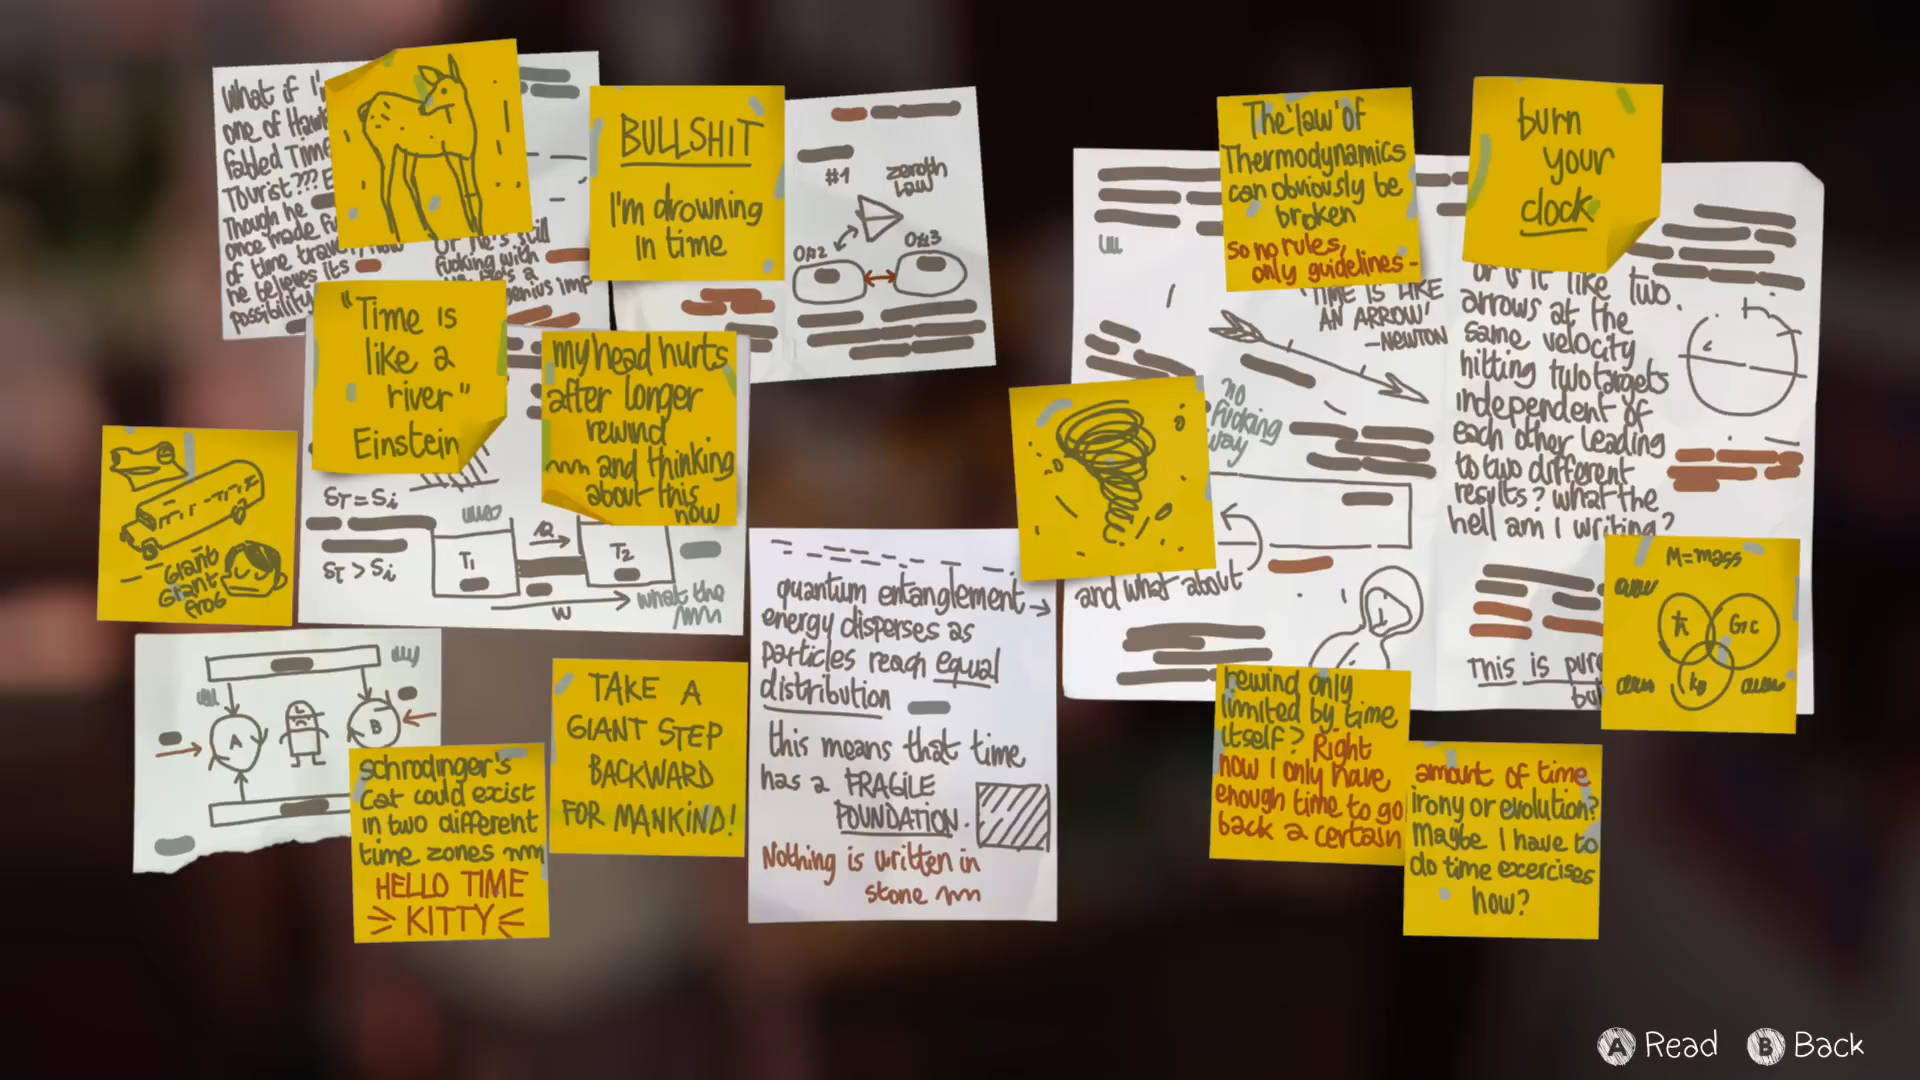 What if I'
one of
fabled Time
Tourist???
Though he
once made
of time
he believes its
possibility
or he's still
fucking with
genius imp
BULLSHIT
I'm drowning
in time
#1
zeroth
law
"Time is
like a
river"
Einstein
my head hurts
after longer
rewind
and thinking
about this
now
ST = Si
ST > Si
T1
T2
W
what the
Giant
Giant
frog
A
B
schrodinger's
cat could exist
in two different
time zones
HELLO TIME
KITTY
TAKE A
GIANT STEP
BACKWARD
FOR MANKIND!
quantum entanglement
energy disperses as
particles reach equal
distribution
this means that time
has a FRAGILE
FOUNDATION.
Nothing is written in
stone
The 'law' of
Thermodynamics
can obviously be
broken
so no rules,
only guidelines-
'TIME IS LIKE
AN ARROW'
-NEWTON
no
fucking
way
and what about
burn
your
clock
or is it like two
arrows at the
same velocity
hitting two targets
independent of
each other leading
to two different
results? what the
hell am I writing?
This is pure
M=mass
rewind only
limited by time
itself? Right
now I only have
enough time to go
back a certain
amount of time
irony or evolution?
Maybe I have to
do time exercises
now?
A Read B Back